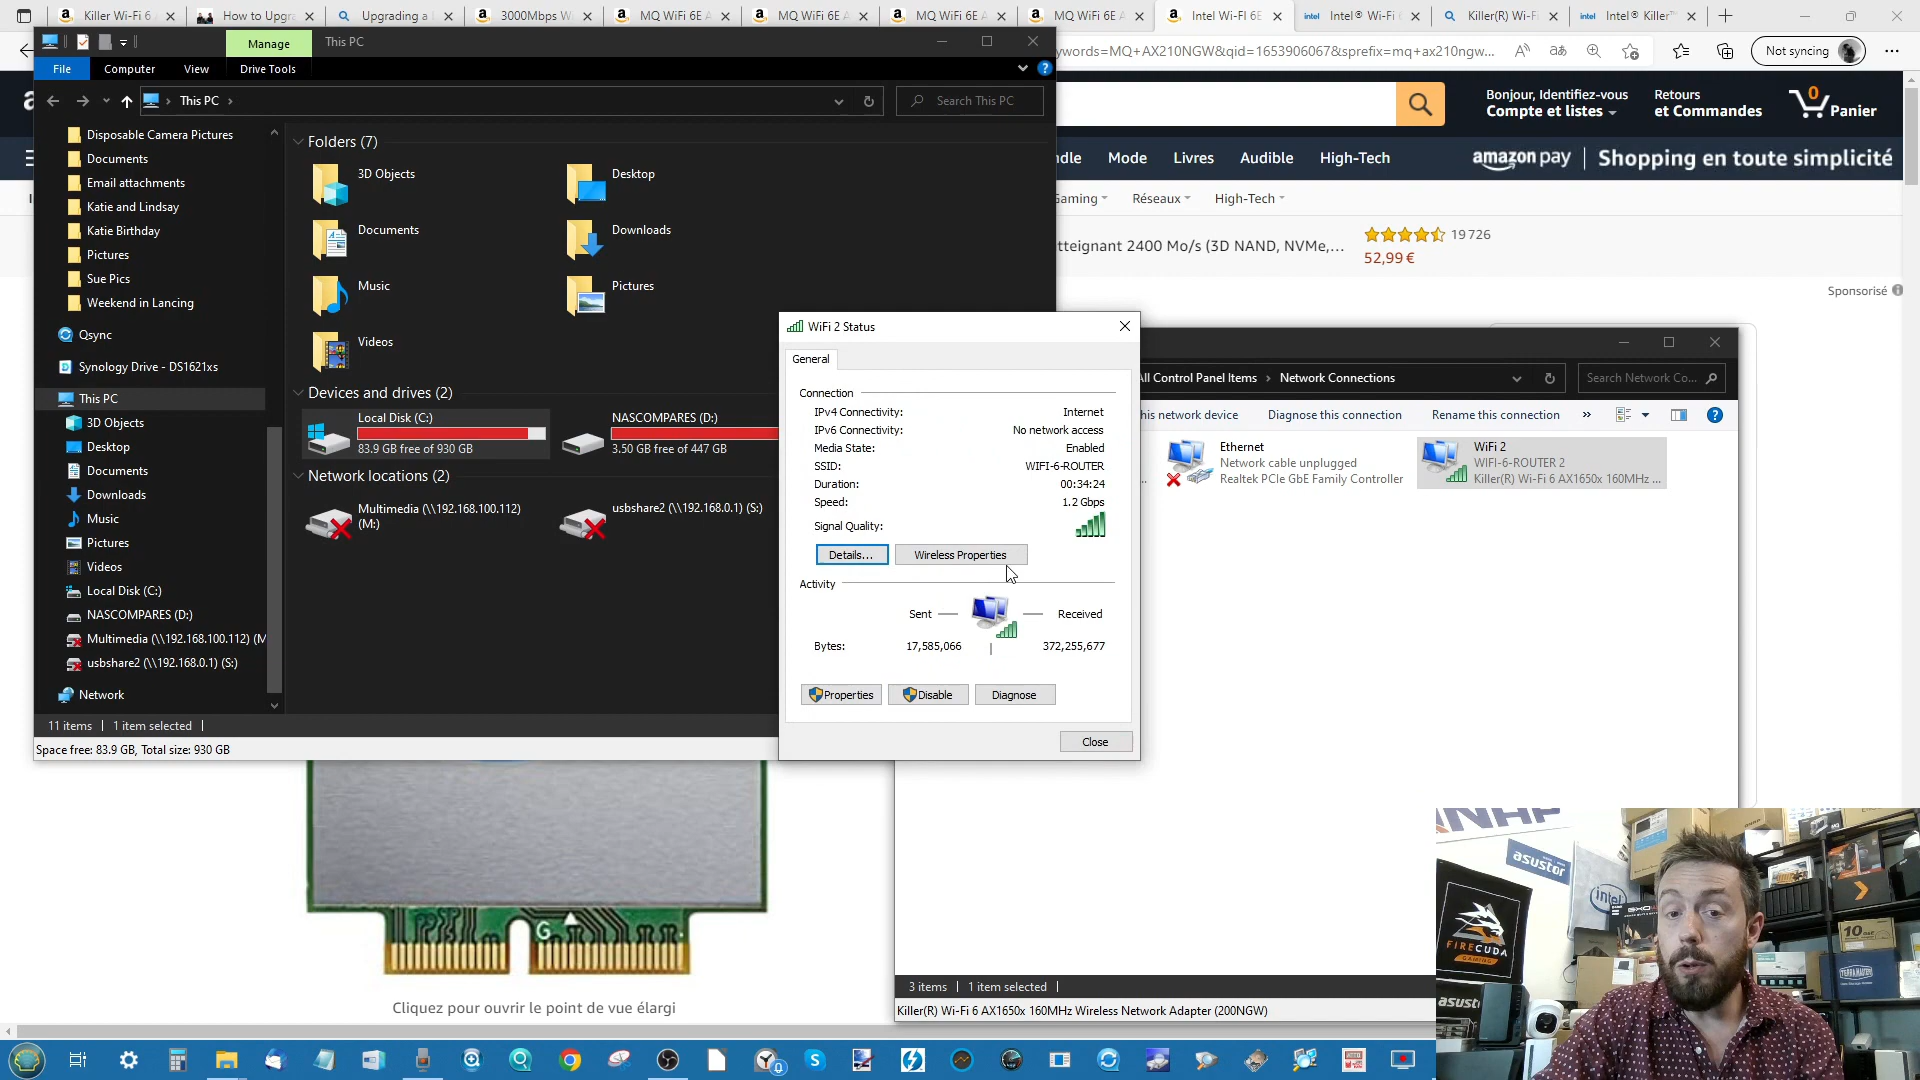 Killer Wi-Fi 6
How to Upgra
Upgrading a
3000Mbps W
MQ WiFi 6E A
MQ WiFi 6E A
MQ WiFi 6E A
MQ WiFi 6E A
Intel Wi-FI 6E
Intel® Wi-Fi
Killer(R) Wi-Fi
Intel® Killer™
Manage
This PC
File
Computer
View
Drive Tools
ywords=MQ+AX210NGW&qid=1653906067&sprefix=mq+ax210ngw...
Not syncing
This PC
Search This PC
Bonjour, Identifiez-vous
Compte et listes
Retours
et Commandes
0
Panier
Mode
Livres
Audible
High-Tech
amazon pay
Shopping en toute simplicité
Réseaux
High-Tech
tteignant 2400 Mo/s (3D NAND, NVMe,...
19 726
52,99 €
Sponsorisé
Disposable Camera Pictures
Documents
Email attachments
Katie and Lindsay
Katie Birthday
Pictures
Sue Pics
Weekend in Lancing
Qsync
Synology Drive - DS1621xs
This PC
3D Objects
Desktop
Documents
Downloads
Music
Pictures
Videos
Local Disk (C:)
NASCOMPARES (D:)
Multimedia (\\192.168.100.112) (M
usbshare2 (\\192.168.0.1) (S:)
Network
Folders (7)
3D Objects
Desktop
Documents
Downloads
Music
Pictures
Videos
Devices and drives (2)
Local Disk (C:)
83.9 GB free of 930 GB
NASCOMPARES (D:)
3.50 GB free of 447 GB
Network locations (2)
Multimedia (\\192.168.100.112)
(M:)
usbshare2 (\\192.168.0.1) (S:)
11 items
1 item selected
Space free: 83.9 GB, Total size: 930 GB
WiFi 2 Status
General
Connection
IPv4 Connectivity: Internet
IPv6 Connectivity: No network access
Media State: Enabled
SSID: WIFI-6-ROUTER
Duration: 00:34:24
Speed: 1.2 Gbps
Signal Quality:
Details...
Wireless Properties
Activity
Sent
Received
Bytes: 17,585,066 372,255,677
Properties
Disable
Diagnose
Close
All Control Panel Items
Network Connections
Search Network Co...
his network device
Diagnose this connection
Rename this connection
»
Ethernet
Network cable unplugged
Realtek PCIe GbE Family Controller
WiFi 2
WIFI-6-ROUTER 2
Killer(R) Wi-Fi 6 AX1650x 160MHz ...
3 items
1 item selected
Killer(R) Wi-Fi 6 AX1650x 160MHz Wireless Network Adapter (200NGW)
G
Cliquez pour ouvrir le point de vue élargi
asustor
intel
FIRECUDA
GAMING
asust